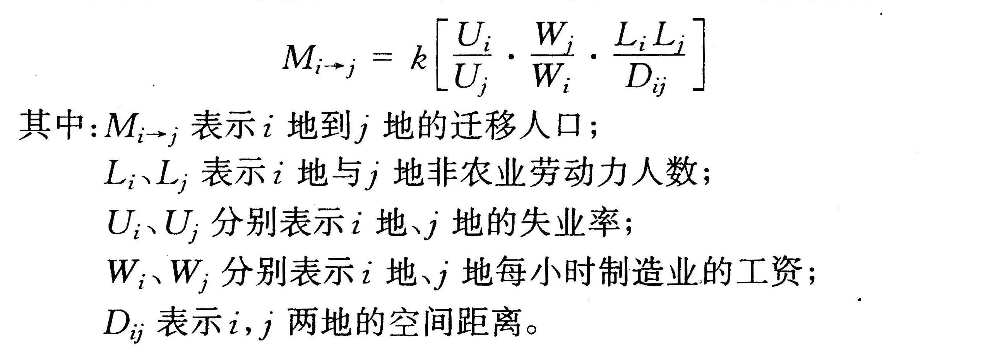 $M_{i \to j} = k\left[\frac{U_i}{U_j} \cdot \frac{W_j}{W_i} \cdot \frac{L_i L_j}{D_{ij}}\right]$
其中:$M_{i \to j}$ 表示 $i$ 地到 $j$ 地的迁移人口;
$L_i$、$L_j$ 表示 $i$ 地与 $j$ 地非农业劳动力人数;
$U_i$、$U_j$ 分别表示 $i$ 地、$j$ 地的失业率;
$W_i$、$W_j$ 分别表示 $i$ 地、$j$ 地每小时制造业的工资;
$D_{ij}$ 表示 $i$, $j$ 两地的空间距离。